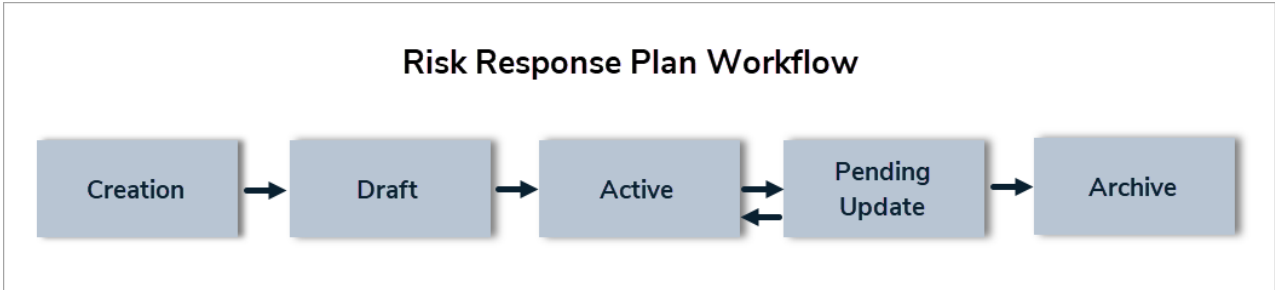 Risk Response Plan Workflow
Creation
Draft
Active
Pending
Update
Archive